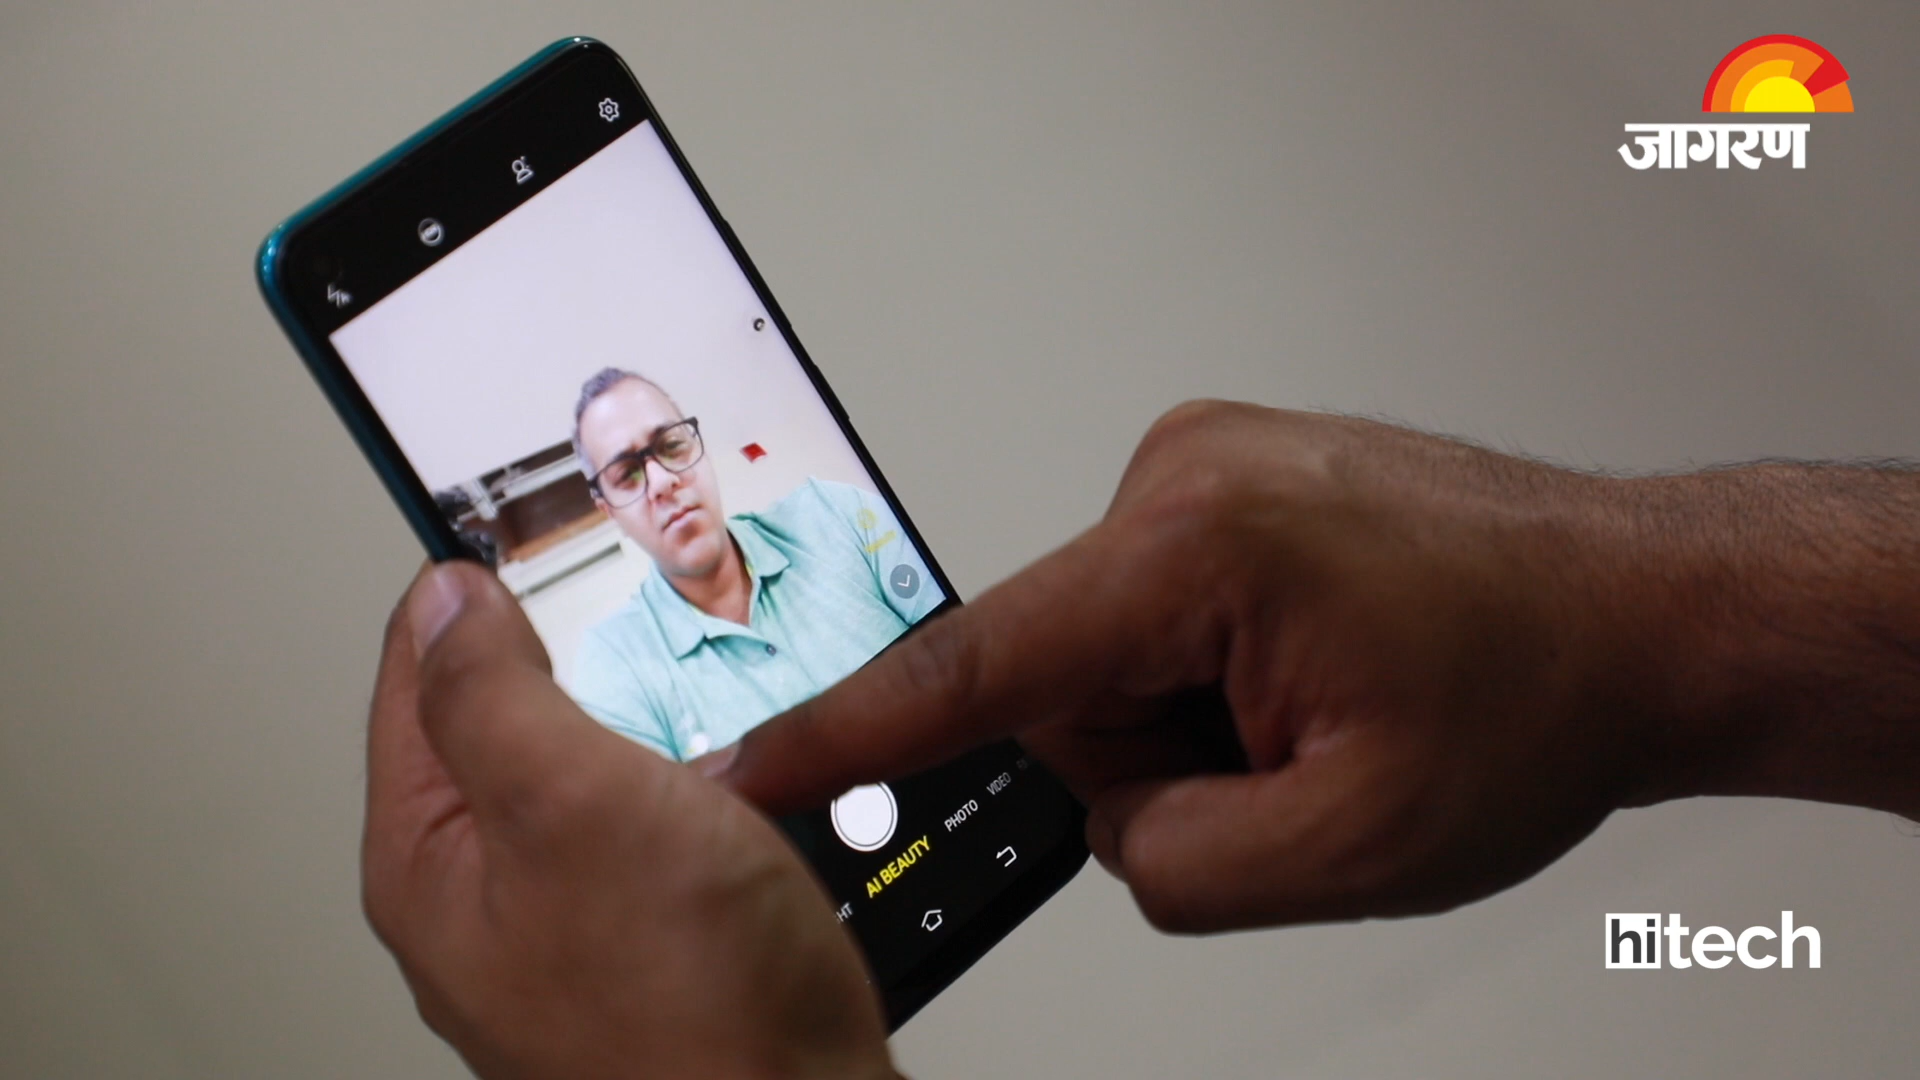 जागरण
AI BEAUTY
PHOTO
VIDEO
hitech